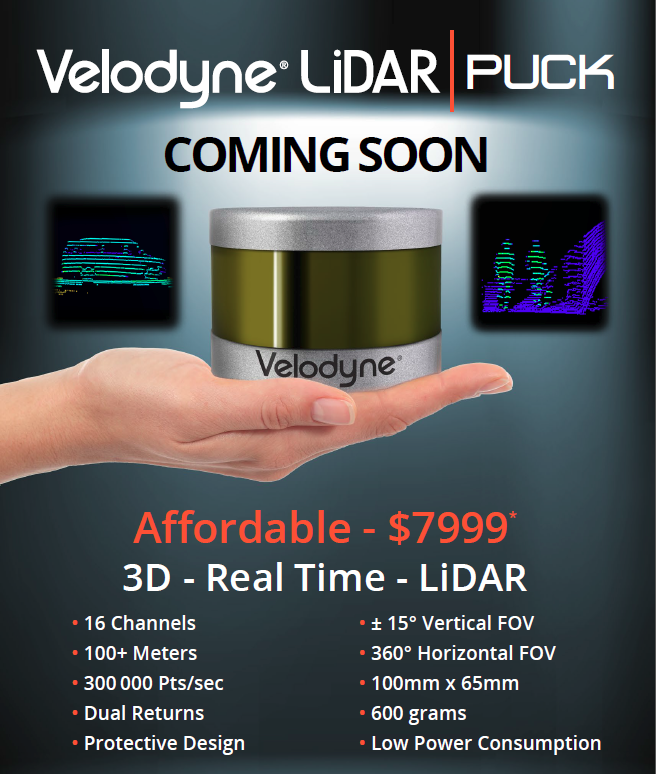 Velodyne® LiDAR | PUCK
COMING SOON
Velodyne®
Affordable - $7999*
3D - Real Time - LiDAR
• 16 Channels
• 100+ Meters
• 300 000 Pts/sec
• Dual Returns
• Protective Design
• ± 15° Vertical FOV
• 360° Horizontal FOV
• 100mm x 65mm
• 600 grams
• Low Power Consumption